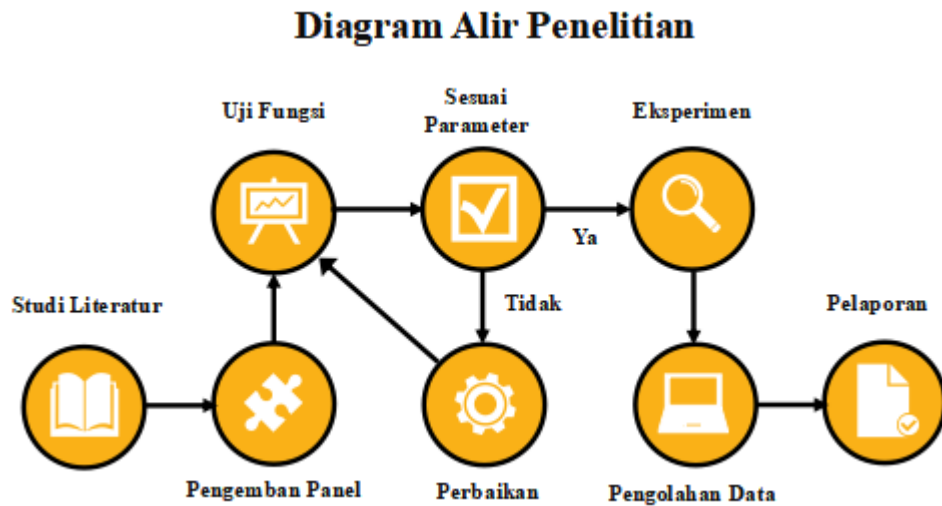 Diagram Alir Penelitian
Uji Fungsi
Sesuai
Parameter
Eksperimen
Ya
Studi Literatur
Tidak
Pelaporan
Pengemban Panel
Perbaikan
Pengolahan Data